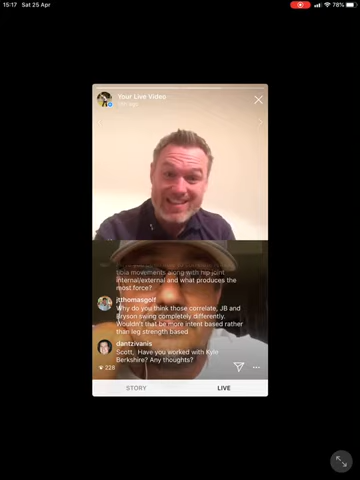 15:17 Sat 25 Apr
78%
Your Live Video
tibia movements along with hip joint
internal/external and what produces the
most force?
jtthomasgolf
Why do you think those correlate, JB and
Bryson swing completely differently.
Wouldn't that be more intent based rather
than leg strength based
dantzivanis
Scott, Have you worked with Kyle
Berkshire? Any thoughts?
228
STORY
LIVE